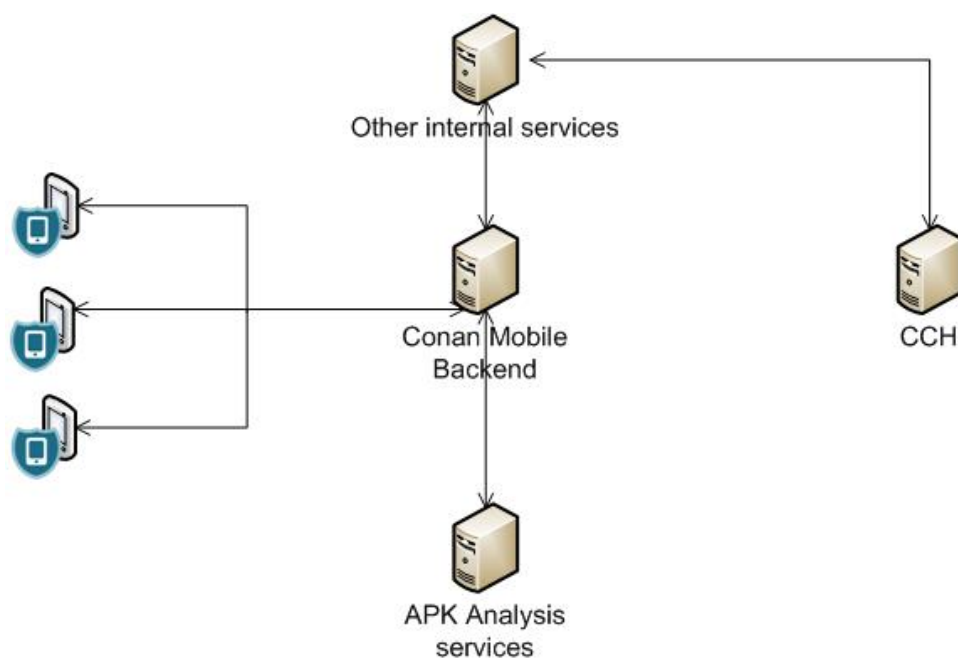 Other internal services
Conan Mobile
Backend
CCH
APK Analysis
services